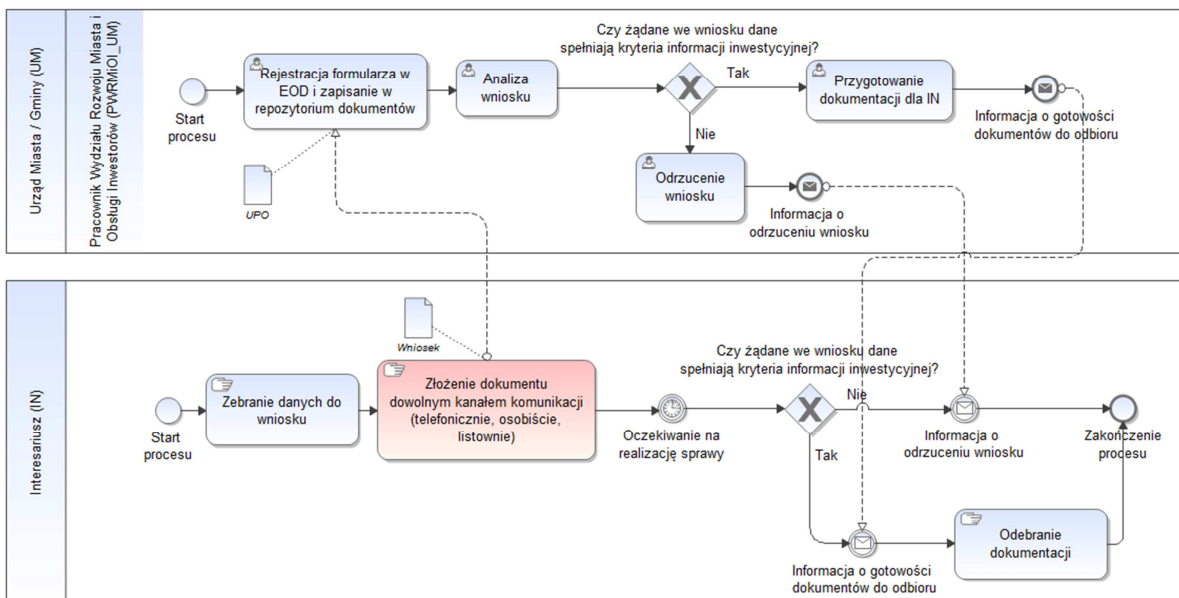 Urząd Miasta / Gminy (UM)
Pracownik Wydziału Rozwoju Miasta i
Obsługi Inwestorów (PWRMiOI_UM)
Start
procesu
Rejestracja formularza w
EOD i zapisanie w
repozytorium dokumentów
UPO
Analiza
wniosku
Czy żądane we wniosku dane
spełniają kryteria informacji inwestycyjnej?
Tak
Nie
Przygotowanie
dokumentacji dla IN
Informacja o gotowości
dokumentów do odbioru
Odrzucenie
wniosku
Informacja o
odrzuceniu wniosku
Interesariusz (IN)
Start
procesu
Zebranie danych do
wniosku
Wniosek
Złożenie dokumentu
dowolnym kanałem komunikacji
(telefonicznie, osobiście,
listownie)
Oczekiwanie na
realizację sprawy
Czy żądane we wniosku dane
spełniają kryteria informacji inwestycyjnej?
Nie
Tak
Informacja o
odrzuceniu wniosku
Zakończenie
procesu
Informacja o gotowości
dokumentów do odbioru
Odebranie
dokumentacji